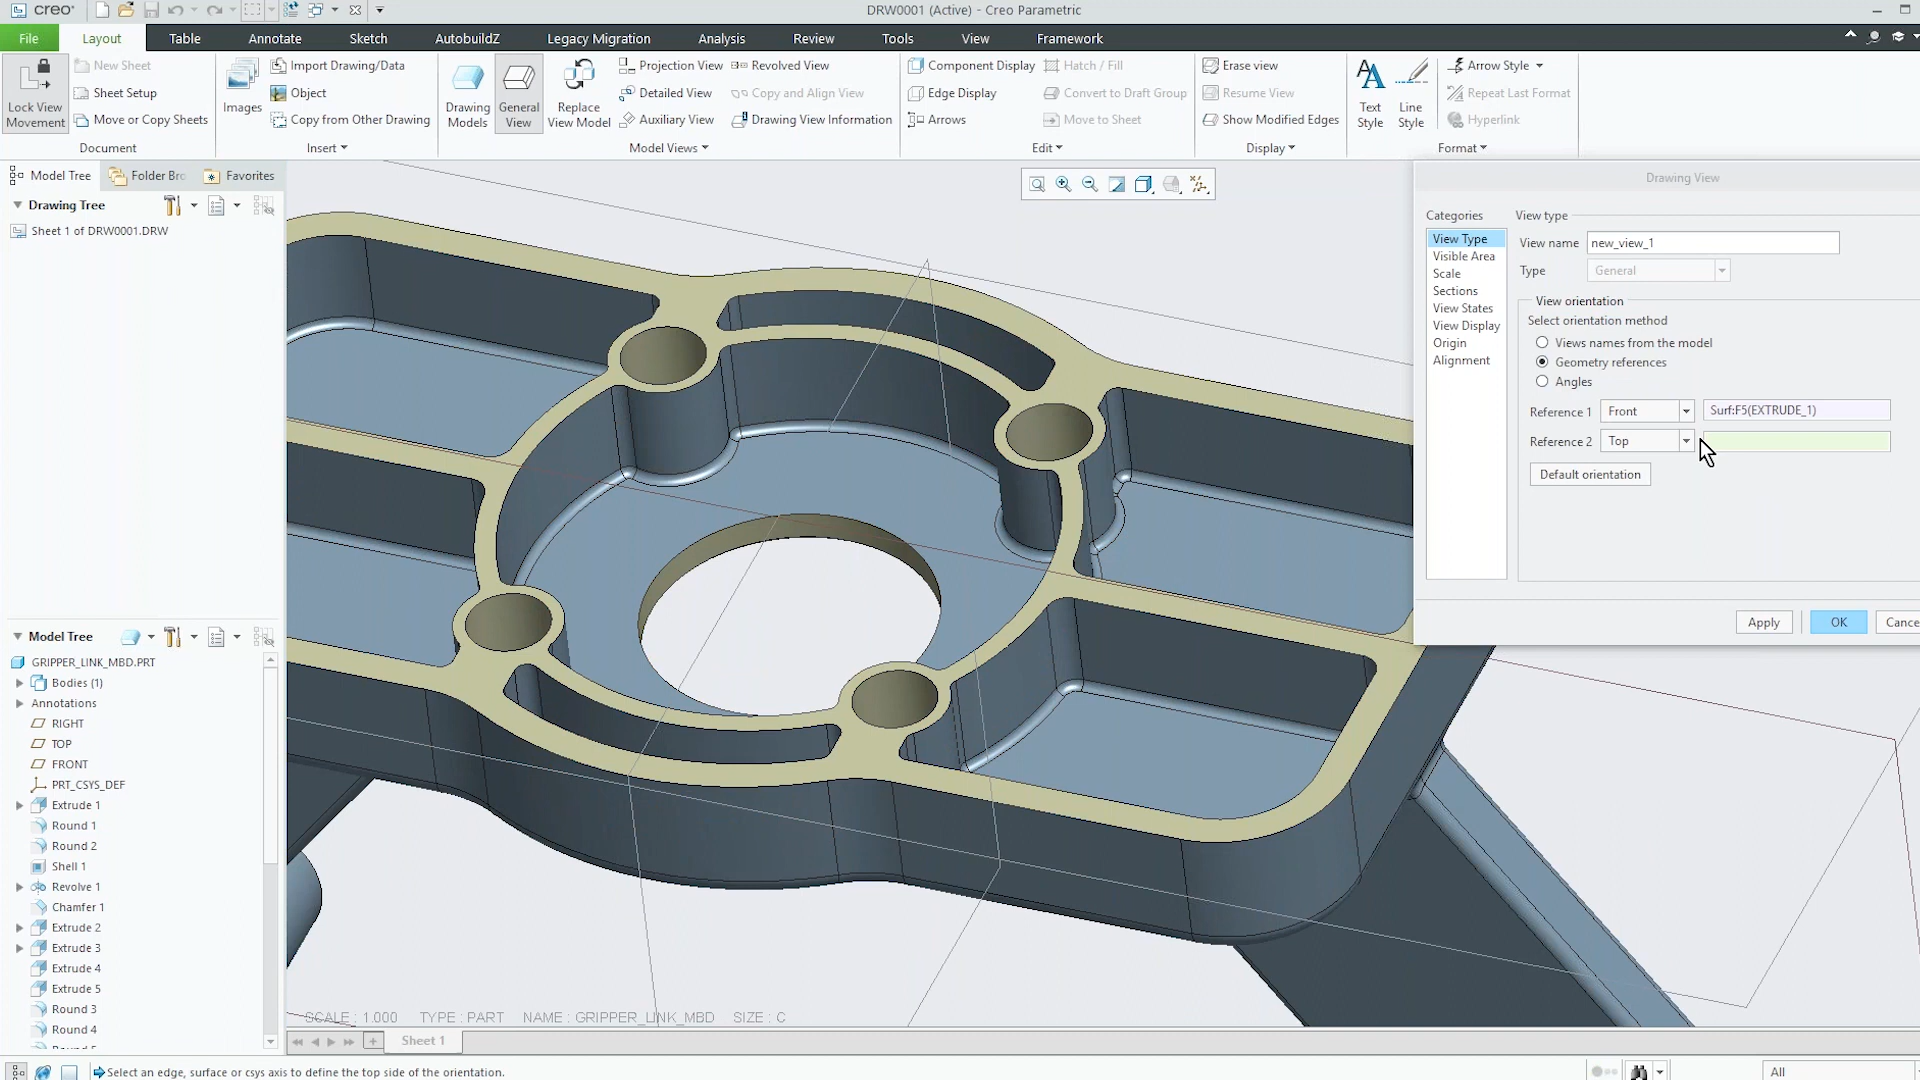 creo
DRW0001 (Active) - Creo Parametric
File
Layout
Table
Annotate
Sketch
AutobuildZ
Legacy Migration
Analysis
Review
Tools
View
Framework
Lock View
Movement
New Sheet
Sheet Setup
Move or Copy Sheets
Document
Images
Import Drawing/Data
Object
Copy from Other Drawing
Insert
Drawing
Models
General
View
Replace
View Model
Projection View
Detailed View
Auxiliary View
Revolved View
Copy and Align View
Drawing View Information
Model Views
Component Display
Edge Display
Arrows
Hatch / Fill
Convert to Draft Group
Move to Sheet
Edit
Erase view
Resume View
Show Modified Edges
Display
Text
Style
Line
Style
Arrow Style
Repeat Last Format
Hyperlink
Format
Model Tree
Folder Bro
Favorites
Drawing Tree
Sheet 1 of DRW0001.DRW
Model Tree
GRIPPER_LINK_MBD.PRT
Bodies (1)
Annotations
RIGHT
TOP
FRONT
PRT_CSYS_DEF
Extrude 1
Round 1
Round 2
Shell 1
Revolve 1
Chamfer 1
Extrude 2
Extrude 3
Extrude 4
Extrude 5
Round 3
Round 4
Drawing View
Categories
View Type
Visible Area
Scale
Sections
View States
View Display
Origin
Alignment
View type
View name new_view_1
Type General
View orientation
Select orientation method
Views names from the model
Geometry references
Angles
Reference 1 Front Surf:F5(EXTRUDE_1)
Reference 2 Top
Default orientation
Apply
OK
Cance
SCALE : 1.000 TYPE : PART NAME : GRIPPER_LINK_MBD SIZE : C
Sheet 1
Select an edge, surface or csys axis to define the top side of the orientation.
All